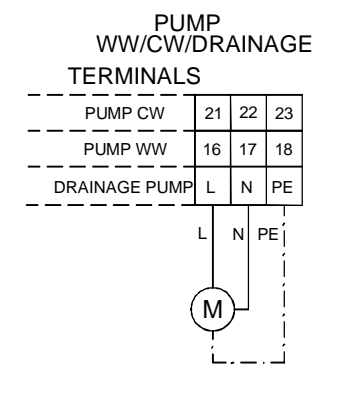 PUMP
WW/CW/DRAINAGE
TERMINALS
PUMP CW 21 22 23
PUMP WW 16 17 18
DRAINAGE PUMP L N PE
L N PE
M